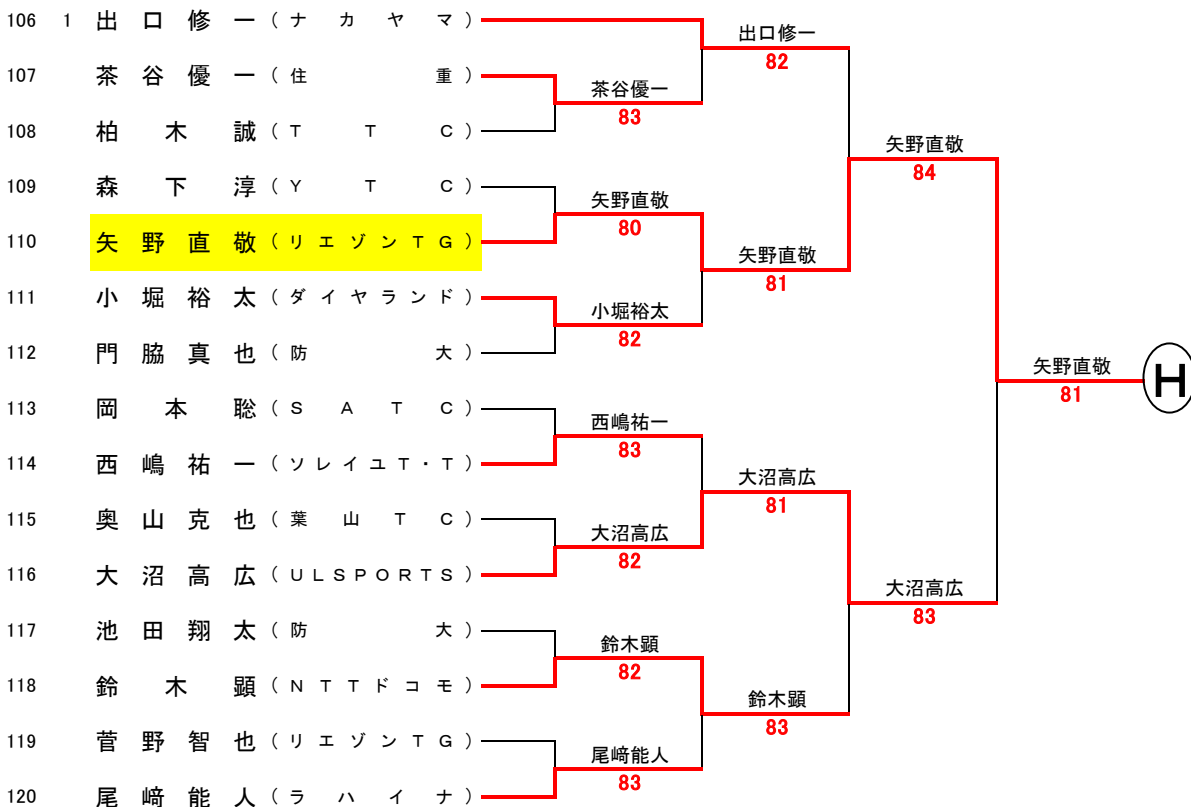 106 1 出口修一(ナカヤマ)
出口修一
82
107 茶谷優一(住重)
茶谷優一
83
108 柏木誠(TTC)
矢野直敬
84
109 森下淳(YTC)
矢野直敬
80
110 矢野直敬(リエゾンTG)
矢野直敬
81
111 小堀裕太(ダイヤランド)
小堀裕太
82
112 門脇真也(防大)
矢野直敬
81
H
113 岡本聡(SATC)
西嶋祐一
83
114 西嶋祐一(ソレイユT・T)
大沼高広
81
115 奥山克也(葉山TC)
大沼高広
82
116 大沼高広(ULSPORTS)
大沼高広
83
117 池田翔太(防大)
鈴木顕
82
118 鈴木顕(NTTドコモ)
鈴木顕
83
119 菅野智也(リエゾンTG)
尾﨑能人
83
120 尾﨑能人(ラハイナ)